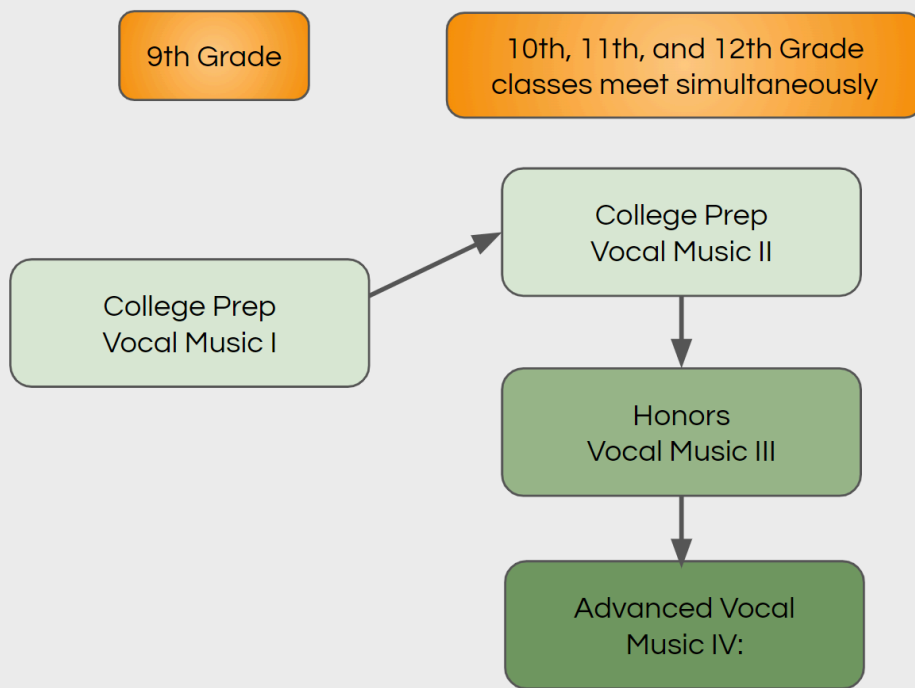 9th Grade
10th, 11th, and 12th Grade
classes meet simultaneously
College Prep
Vocal Music I
College Prep
Vocal Music II
Honors
Vocal Music III
Advanced Vocal
Music IV: